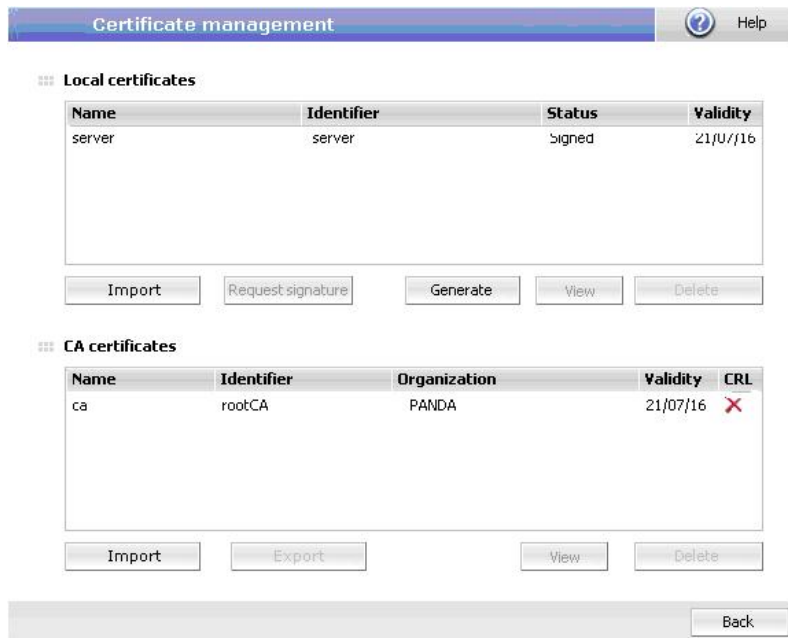 Certificate management
Help
Local certificates
Name Identifier Status Validity
server server Signed 21/07/16
Import Request signature Generate View Delete
CA certificates
Name Identifier Organization Validity CRL
ca rootCA PANDA 21/07/16
Import Export View Delete
Back